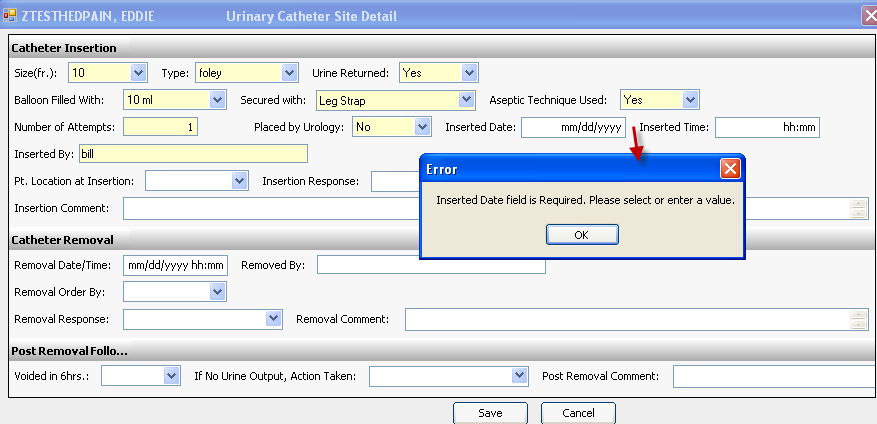 ZTESTHEDPAIN, EDDIE Urinary Catheter Site Detail
Catheter Insertion
Size(fr.): 10 Type: foley Urine Returned: Yes
Balloon Filled With: 10 ml Secured with: Leg Strap Aseptic Technique Used: Yes
Number of Attempts: 1 Placed by Urology: No Inserted Date: mm/dd/yyyy Inserted Time: hh:mm
Inserted By: bill
Error
Pt. Location at Insertion: Insertion Response:
Inserted Date field is Required. Please select or enter a value.
Insertion Comment:
OK
Catheter Removal
Removal Date/Time: mm/dd/yyyy hh:mm Removed By:
Removal Order By:
Removal Response: Removal Comment:
Post Removal Follo...
Voided in 6hrs.: If No Urine Output, Action Taken: Post Removal Comment:
Save Cancel